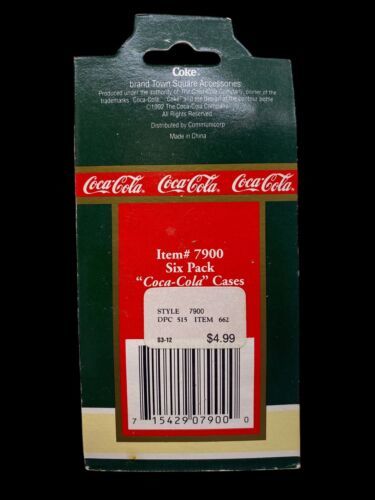 Coke®
brand Town Square Accessories
Produced under the authority of The Coca-Cola Company, owner of the
trademarks "Coca-Cola," "Coke" and the design of the contour bottle
©1992 The Coca-Cola Company
All Rights Reserved
Distributed by Communicorp
Made in China
Coca-Cola Coca-Cola Coca-Cola
Item# 7900
Six Pack
"Coca-Cola" Cases
STYLE 7900
DPC 515 ITEM 662
S3-12 $4.99
7 15429 07900 0